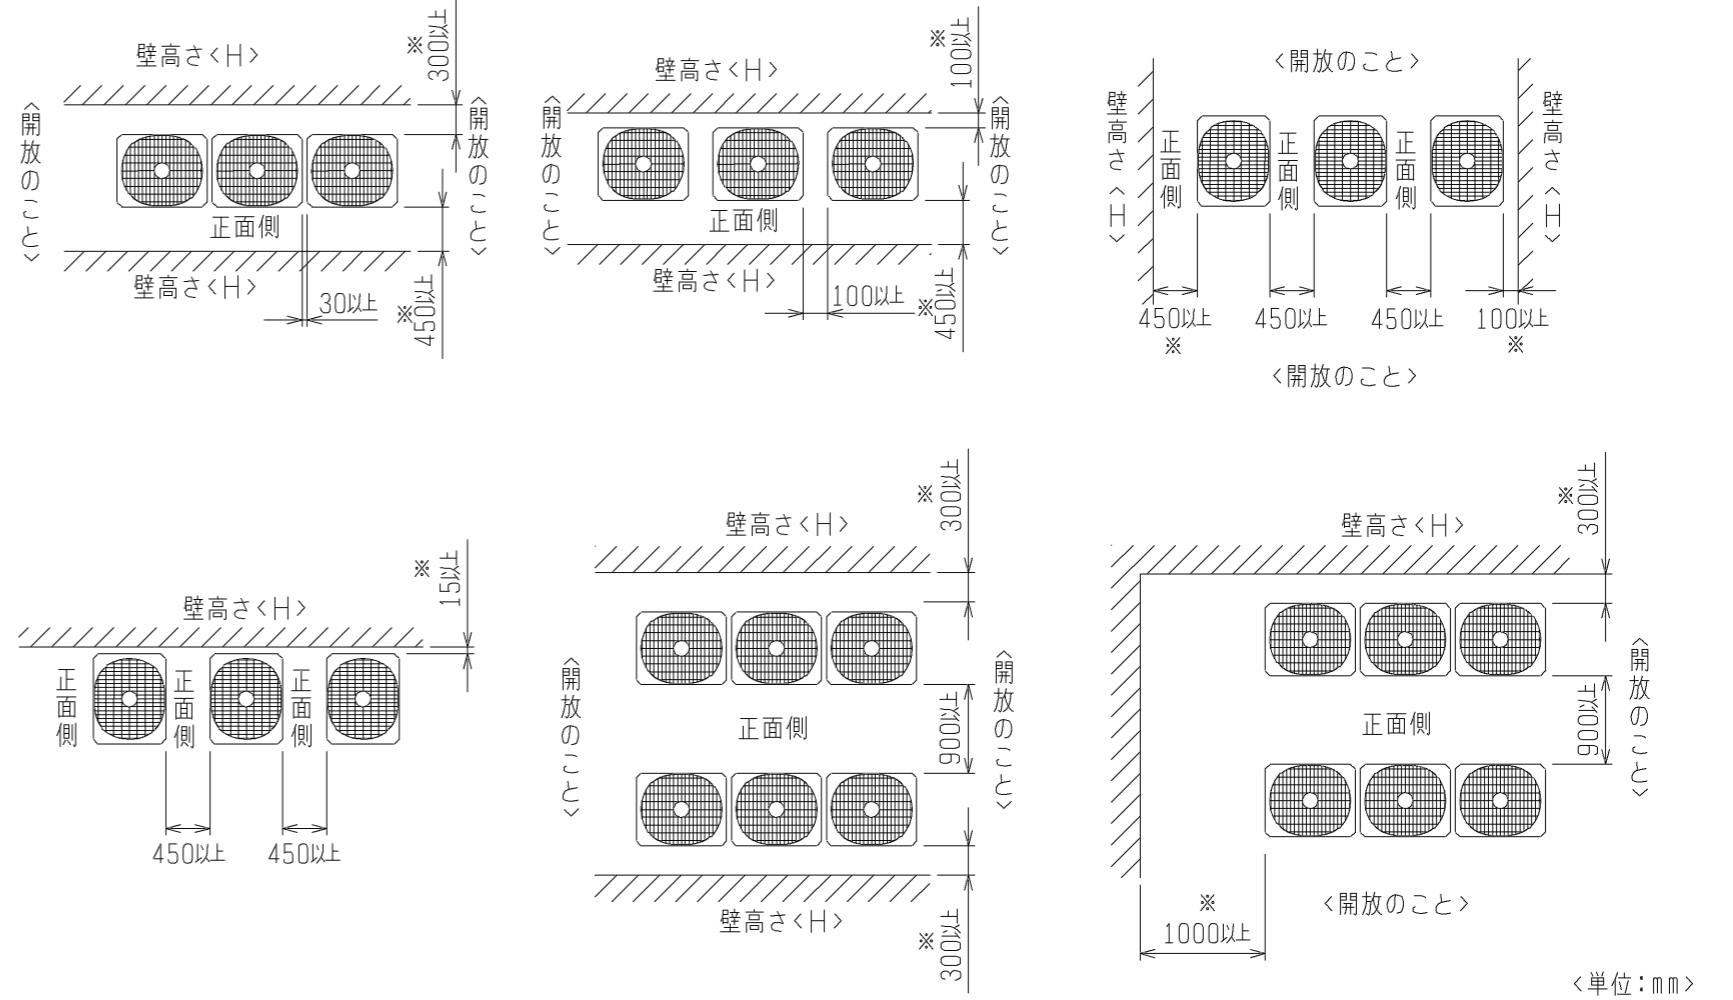 壁高さ<H>
※
300以上
<開放のこと>
<開放のこと>
正面側
壁高さ<H>
30以上
※
450以上
壁高さ<H>
※
100以上
<開放のこと>
<開放のこと>
正面側
壁高さ<H>
100以上
※
450以上
<開放のこと>
壁高さ<H>
正面側
正面側
正面側
壁高さ<H>
450以上
450以上
450以上
100以上
※
※
<開放のこと>
壁高さ<H>
※
15以上
正面側
正面側
正面側
450以上
450以上
壁高さ<H>
※
300以上
<開放のこと>
<開放のこと>
正面側
900以上
壁高さ<H>
※
300以上
壁高さ<H>
※
300以上
<開放のこと>
正面側
900以上
※
1000以上
<開放のこと>
<単位:mm>